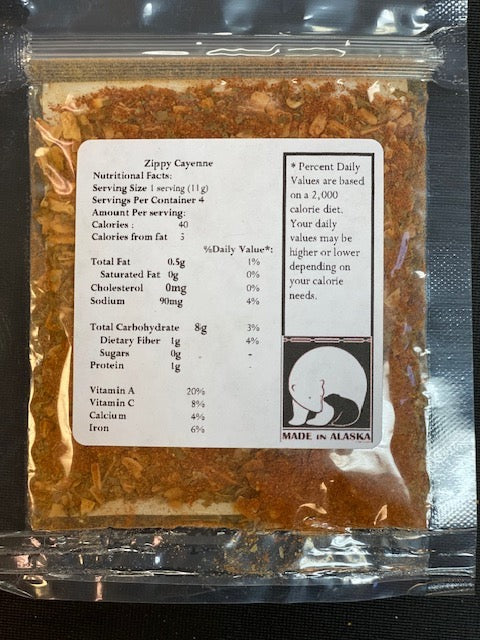 Zippy Cayenne
Nutritional Facts:
Serving Size 1 serving (11g)
Servings Per Container 4
Amount Per serving:
Calories : 40
Calories from fat 5
%Daily Value*:
Total Fat 0.5g 1%
Saturated Fat 0g 0%
Cholesterol 0mg 0%
Sodium 90mg 4%
Total Carbohydrate 8g 3%
Dietary Fiber 1g 4%
Sugars 0g - -
Protein 1g
Vitamin A 20%
Vitamin C 8%
Calcium 4%
Iron 6%
* Percent Daily
Values are based
on a 2,000
calorie diet.
Your daily
values may be
higher or lower
depending on
your calorie
needs.
MADE IN ALASKA